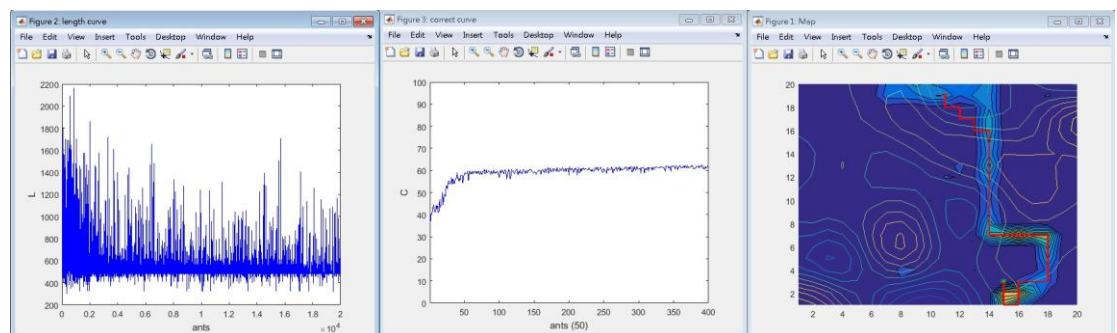 Figure 2: length curve
File Edit View Insert Tools Desktop Window Help
2200
2000
1800
1600
1400
1200
1000
800
600
400
200
L
0 0.2 0.4 0.6 0.8 1 1.2 1.4 1.6 1.8 2
ants
× 10⁴
Figure 3: correct curve
File Edit View Insert Tools Desktop Window Help
100
90
80
70
60
50
40
30
20
10
0
C
50 100 150 200 250 300 350 400
ants (50)
Figure 1: Map
File Edit View Insert Tools Desktop Window Help
20
18
16
14
12
10
8
6
4
2
2 4 6 8 10 12 14 16 18 20